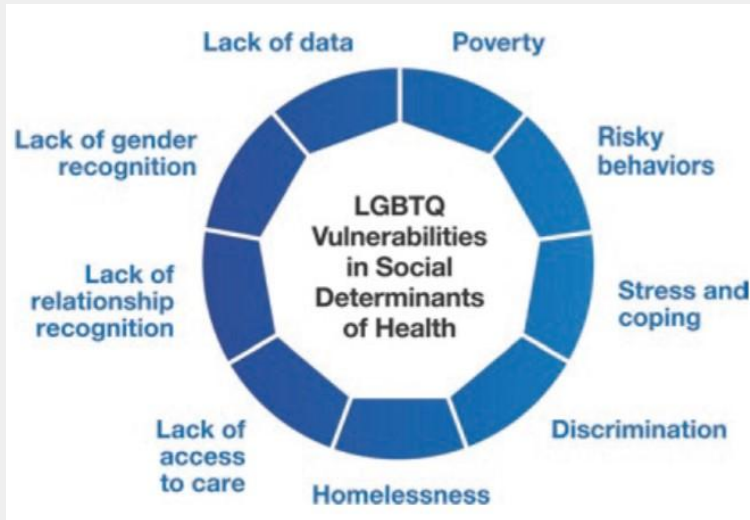 Lack of data
Poverty
Risky
behaviors
Stress and
coping
Discrimination
Homelessness
Lack of
access
to care
Lack of
relationship
recognition
Lack of gender
recognition
LGBTQ
Vulnerabilities
in Social
Determinants
of Health